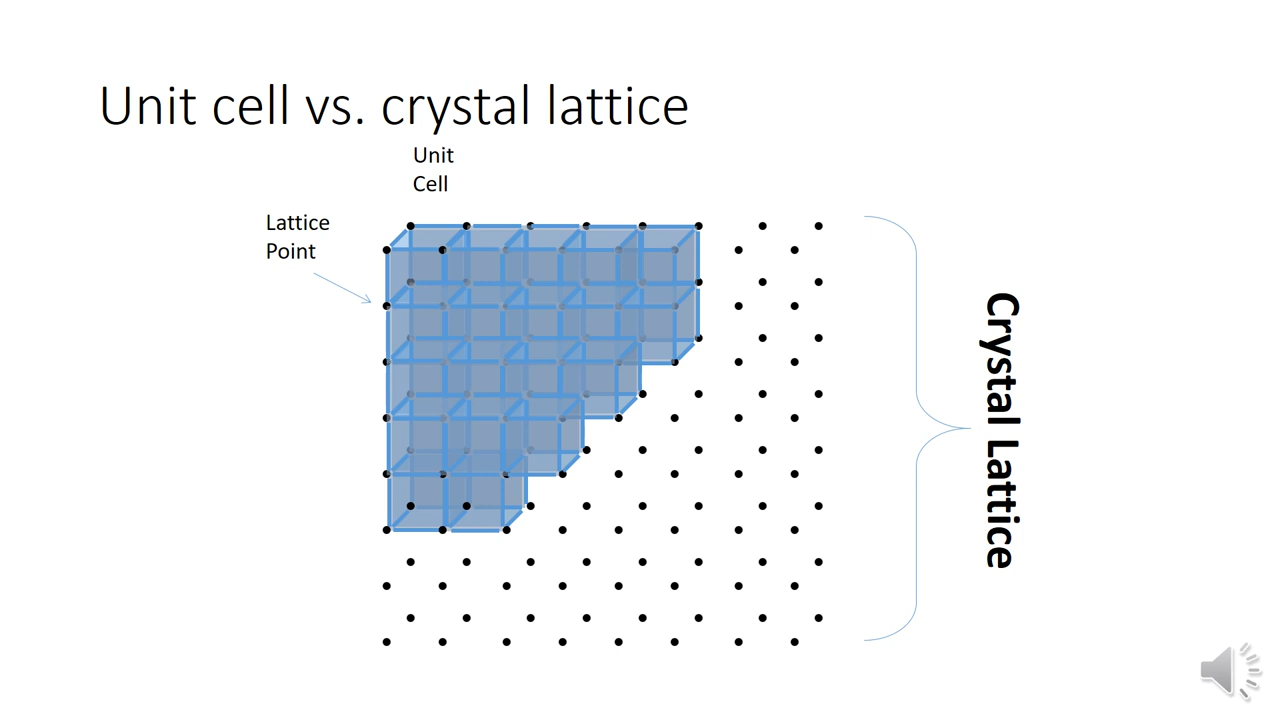 Unit cell vs. crystal lattice
Unit
Cell
Lattice
Point
Crystal Lattice